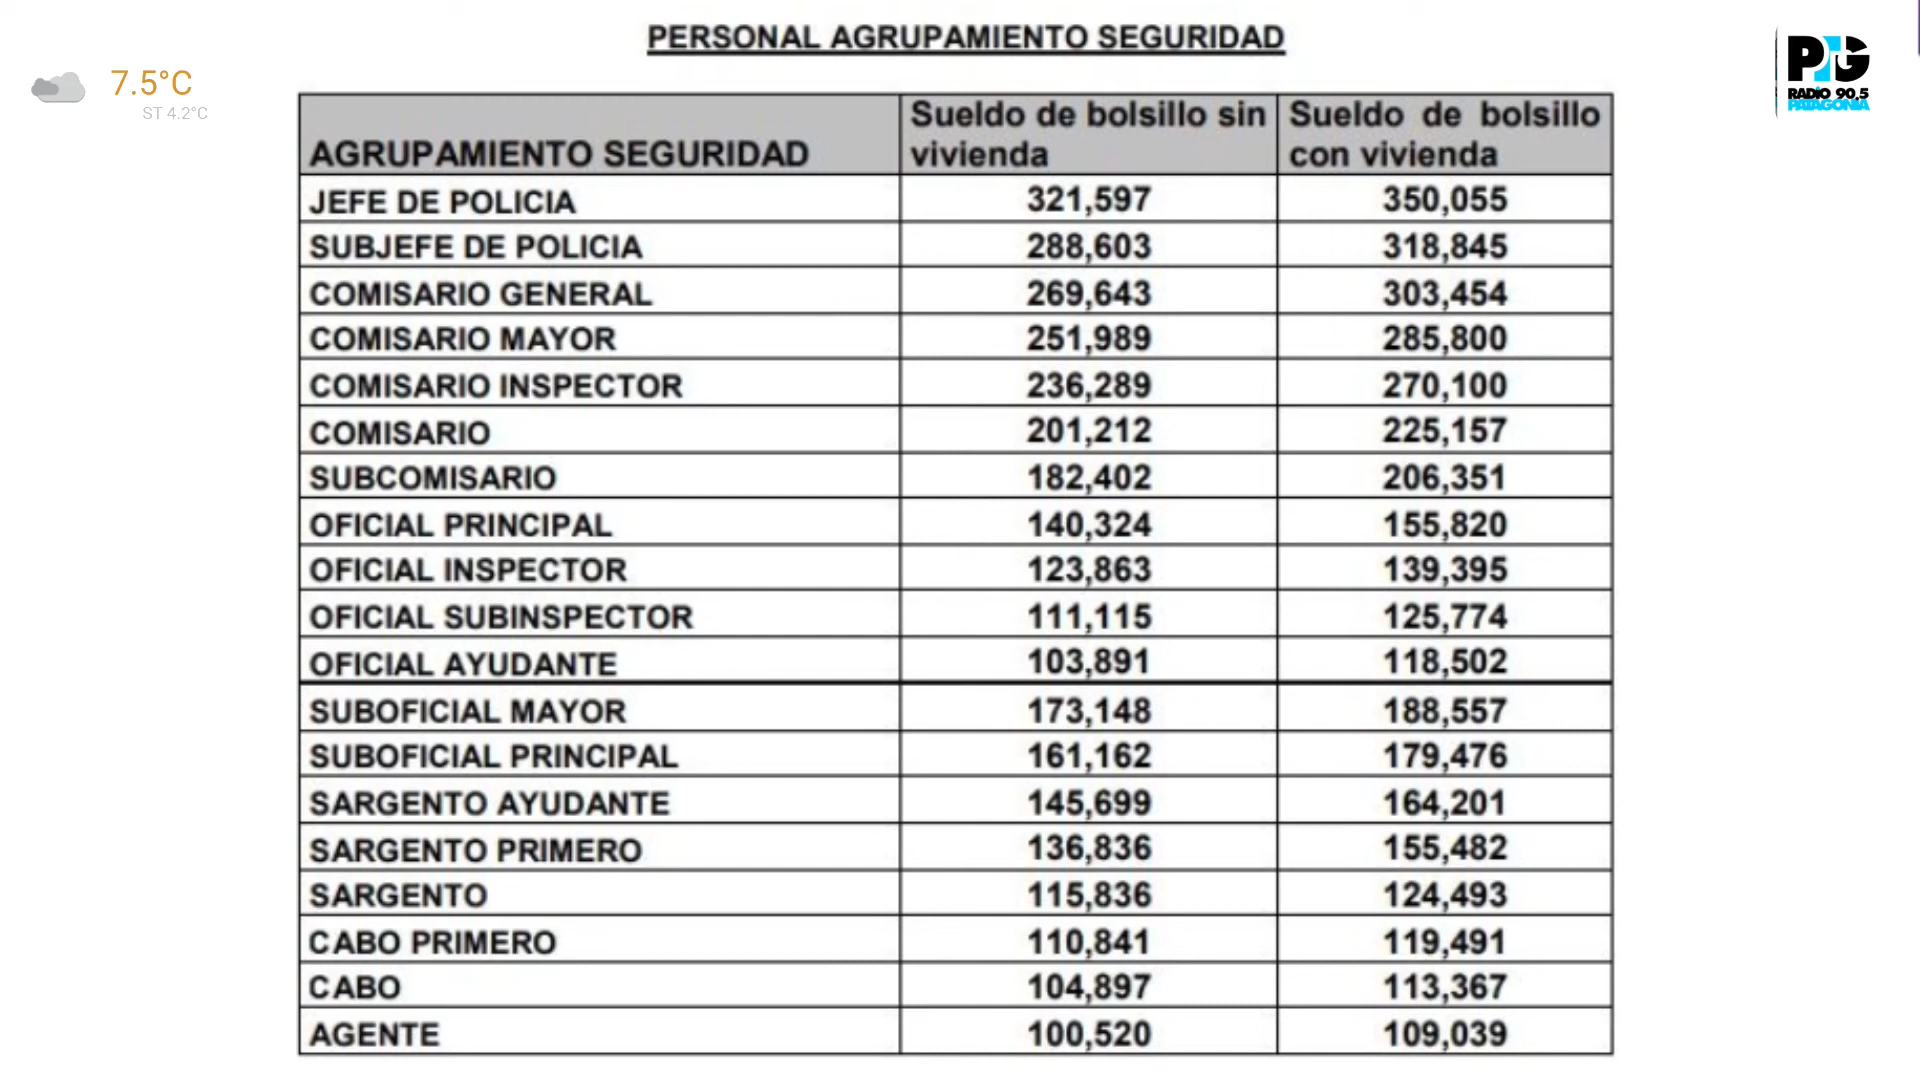 PERSONAL AGRUPAMIENTO SEGURIDAD
7.5°C
ST 4.2°C
PTG
RADIO 90.5
PATAGONIA
AGRUPAMIENTO SEGURIDAD Sueldo de bolsillo sin vivienda Sueldo de bolsillo con vivienda
JEFE DE POLICIA 321,597 350,055
SUBJEFE DE POLICIA 288,603 318,845
COMISARIO GENERAL 269,643 303,454
COMISARIO MAYOR 251,989 285,800
COMISARIO INSPECTOR 236,289 270,100
COMISARIO 201,212 225,157
SUBCOMISARIO 182,402 206,351
OFICIAL PRINCIPAL 140,324 155,820
OFICIAL INSPECTOR 123,863 139,395
OFICIAL SUBINSPECTOR 111,115 125,774
OFICIAL AYUDANTE 103,891 118,502
SUBOFICIAL MAYOR 173,148 188,557
SUBOFICIAL PRINCIPAL 161,162 179,476
SARGENTO AYUDANTE 145,699 164,201
SARGENTO PRIMERO 136,836 155,482
SARGENTO 115,836 124,493
CABO PRIMERO 110,841 119,491
CABO 104,897 113,367
AGENTE 100,520 109,039